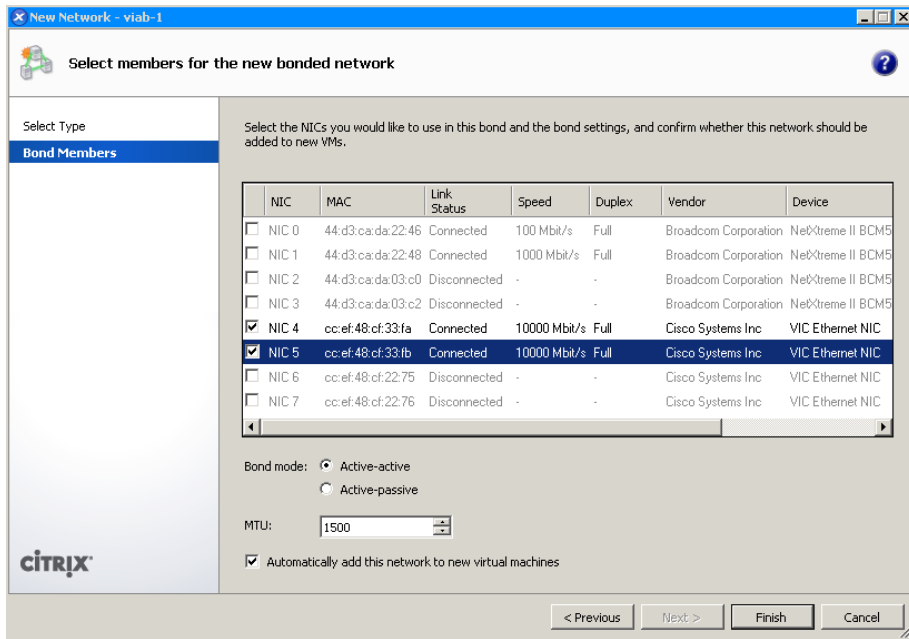 New Network - viab-1
Select members for the new bonded network
Select Type
Bond Members
Select the NICs you would like to use in this bond and the bond settings, and confirm whether this network should be
added to new VMs.
NIC MAC Link Status Speed Duplex Vendor Device
NIC 0 44:d3:ca:da:22:46 Connected 100 Mbit/s Full Broadcom Corporation NetXtreme II BCM5
NIC 1 44:d3:ca:da:22:48 Connected 1000 Mbit/s Full Broadcom Corporation NetXtreme II BCM5
NIC 2 44:d3:ca:da:03:c0 Disconnected - - Broadcom Corporation NetXtreme II BCM5
NIC 3 44:d3:ca:da:03:c2 Disconnected - - Broadcom Corporation NetXtreme II BCM5
NIC 4 cc:ef:48:cf:33:fa Connected 10000 Mbit/s Full Cisco Systems Inc VIC Ethernet NIC
NIC 5 cc:ef:48:cf:33:fb Connected 10000 Mbit/s Full Cisco Systems Inc VIC Ethernet NIC
NIC 6 cc:ef:48:cf:22:75 Disconnected - - Cisco Systems Inc VIC Ethernet NIC
NIC 7 cc:ef:48:cf:22:76 Disconnected - - Cisco Systems Inc VIC Ethernet NIC
Bond mode: Active-active
Active-passive
MTU: 1500
Automatically add this network to new virtual machines
CITRIX
< Previous Next > Finish Cancel